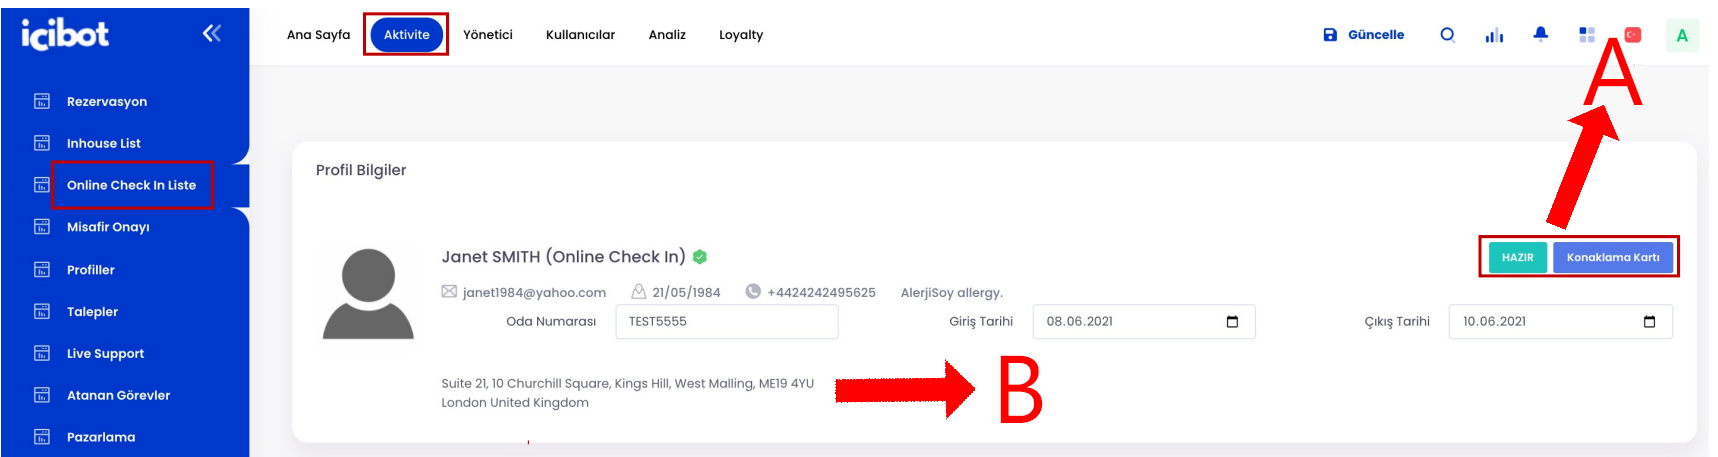 icibot
Ana Sayfa Aktivite Yönetici Kullanıcılar Analiz Loyalty Güncelle A
A
Rezervasyon
Inhouse List
Online Check In Liste
Misafir Onayı
Profiller
Talepler
Live Support
Atanan Görevler
Pazarlama
Profil Bilgiler
Janet SMITH (Online Check In)
HAZIR Konaklama Kartı
janet1984@yahoo.com 21/05/1984 +4424242495625 AlerjiSoy allergy.
Oda Numarası TEST5555 Giriş Tarihi 08.06.2021 Çıkış Tarihi 10.06.2021
Suite 21, 10 Churchill Square, Kings Hill, West Malling, ME19 4YU
London United Kingdom
B